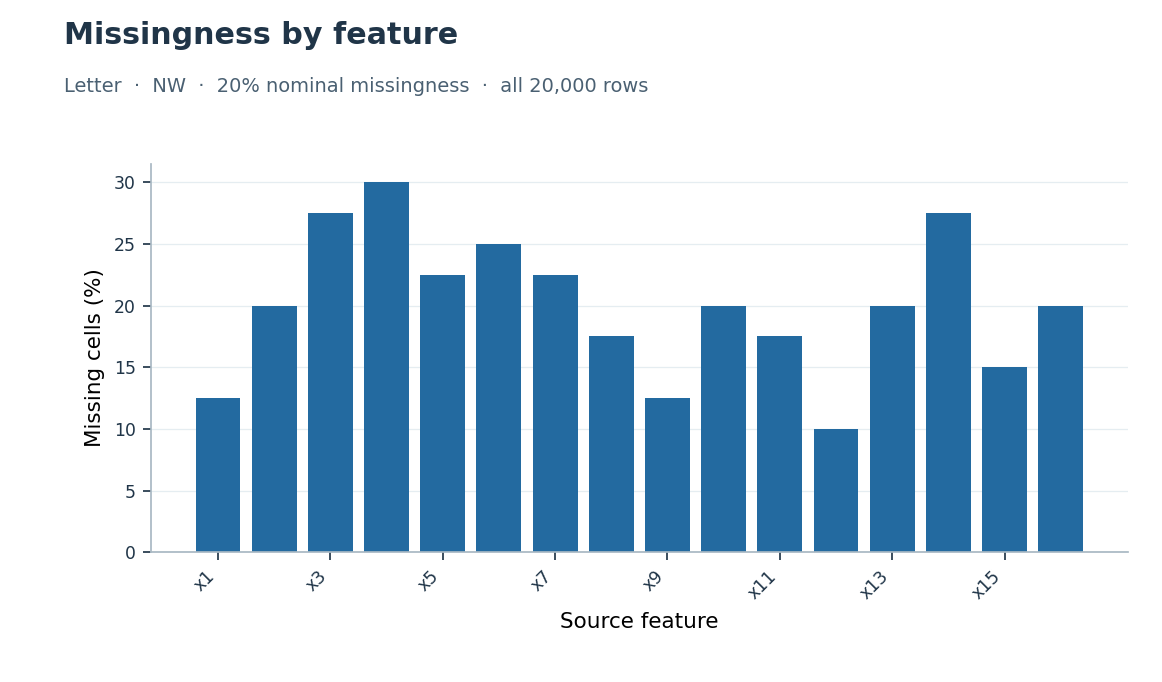 Missingness by feature
Letter · NW · 20% nominal missingness · all 20,000 rows
Missing cells (%)
30
25
20
15
10
5
0
x1 x3 x5 x7 x9 x11 x13 x15
Source feature